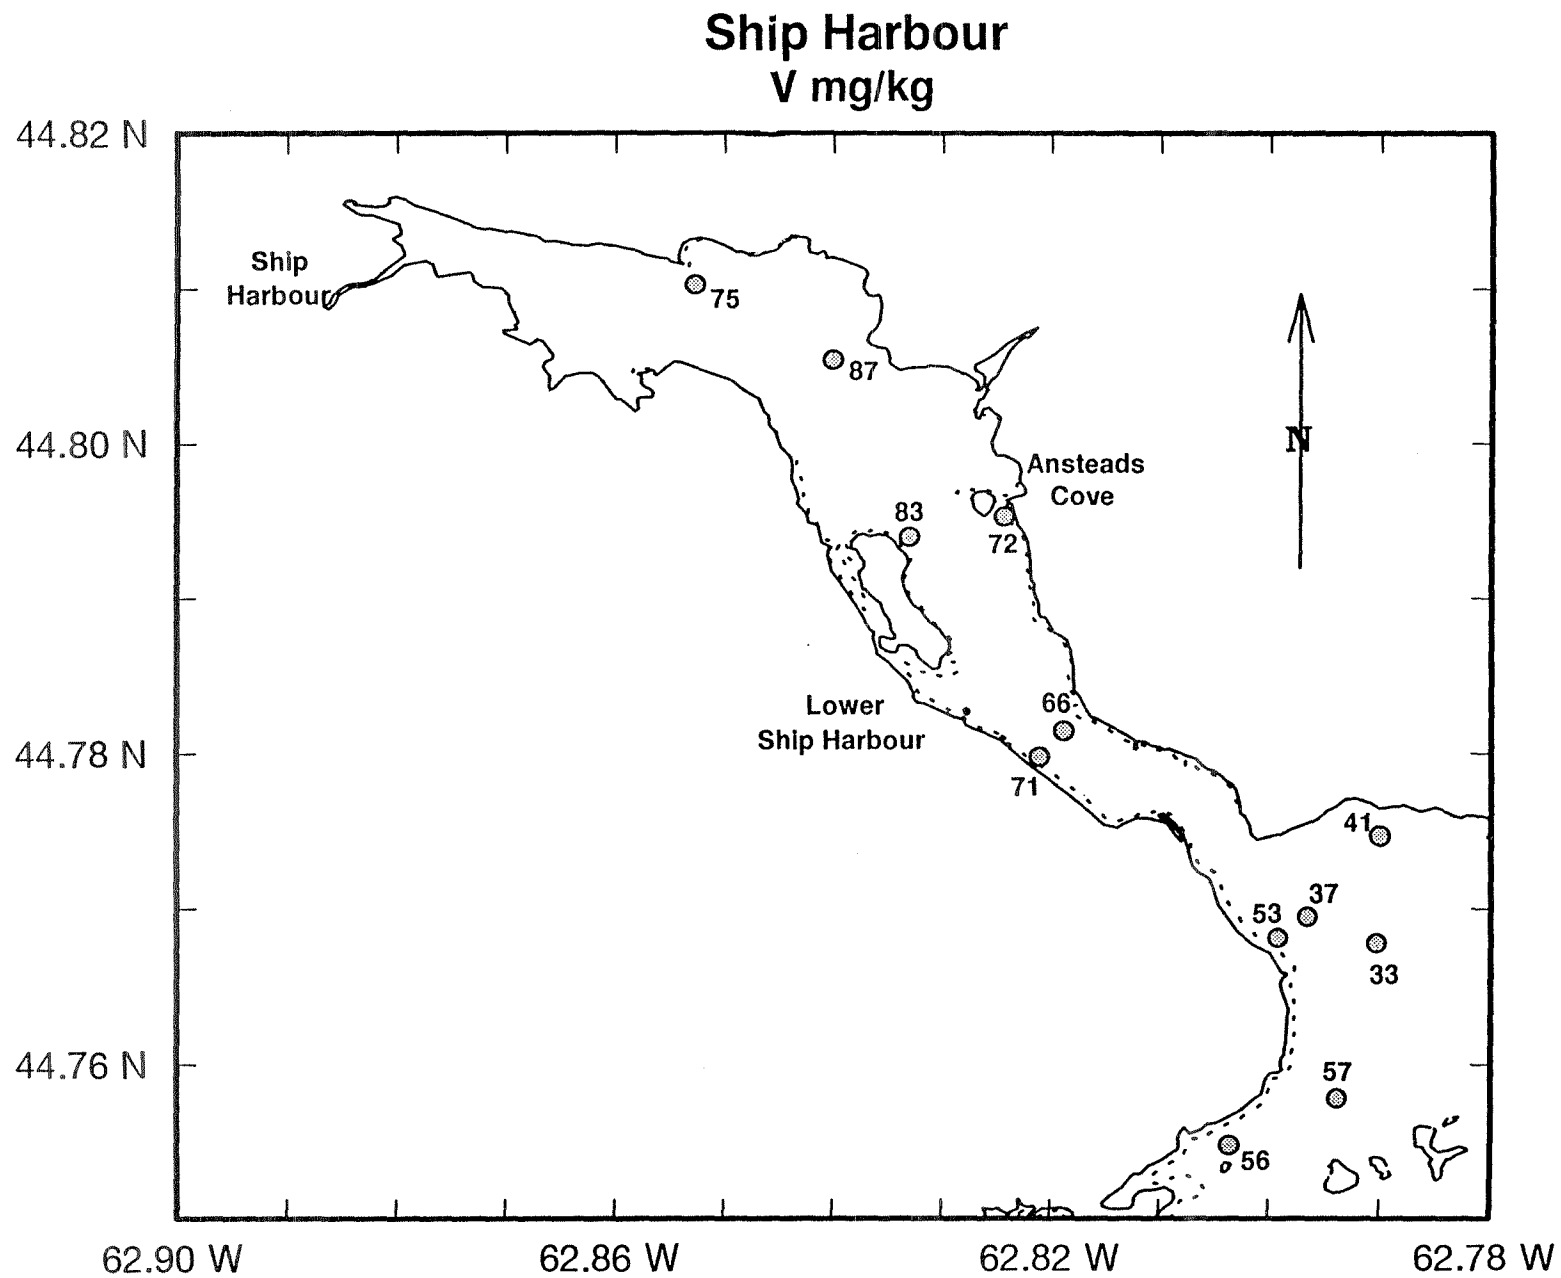 Ship Harbour
V mg/kg
44.82 N
Ship
Harbour
75
87
44.80 N
N
Ansteads
Cove
83
72
66
Lower
Ship Harbour
44.78 N
71
41
37
53
33
44.76 N
57
56
62.90 W
62.86 W
62.82 W
62.78 W